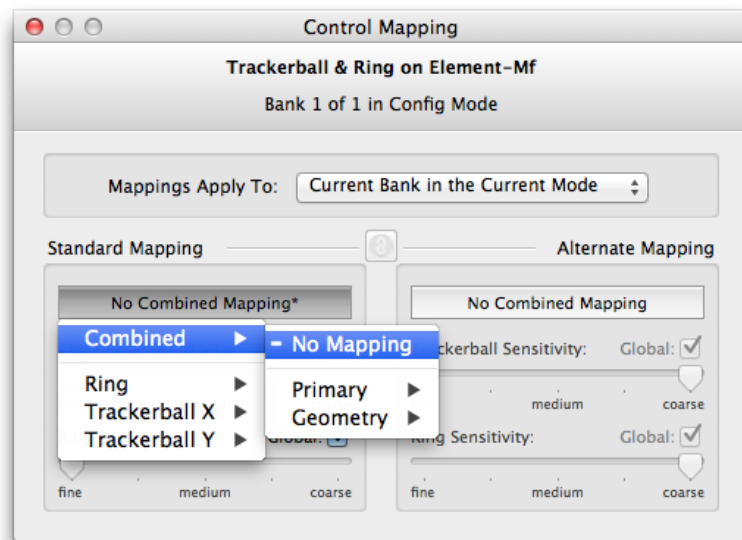 Control Mapping
Trackerball & Ring on Element-Mf
Bank 1 of 1 in Config Mode
Mappings Apply To: Current Bank in the Current Mode
Standard Mapping
Alternate Mapping
No Combined Mapping*
No Combined Mapping
Combined
No Mapping
Primary
Geometry
Ring
Trackerball X
Trackerball Y
ckerball Sensitivity: Global:
medium coarse
Global:
ng Sensitivity: Global:
fine medium coarse
fine medium coarse